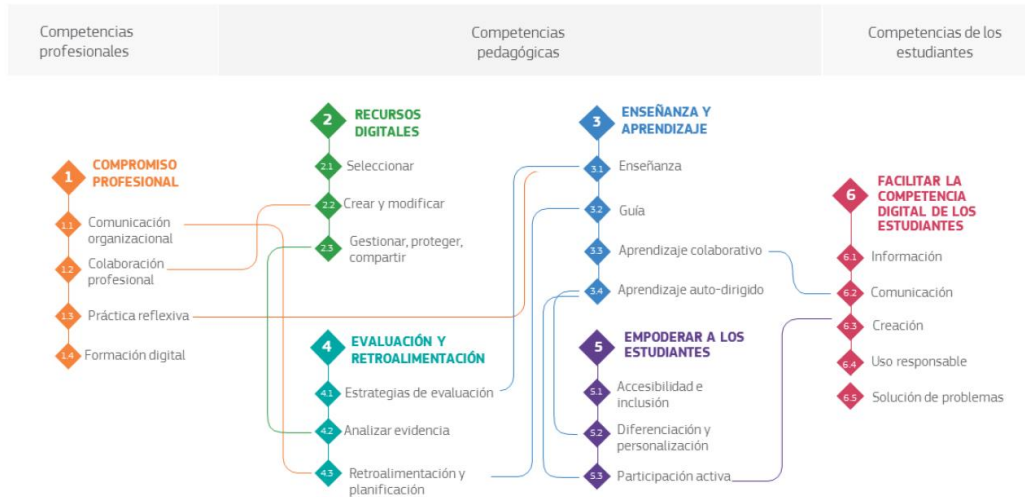 Competencias
profesionales
Competencias
pedagógicas
Competencias de los
estudiantes
1
COMPROMISO
PROFESIONAL
1.1
Comunicación
organizacional
1.2
Colaboración
profesional
1.3
Práctica reflexiva
1.4
Formación digital
2
RECURSOS
DIGITALES
2.1
Seleccionar
2.2
Crear y modificar
2.3
Gestionar, proteger,
compartir
4
EVALUACIÓN Y
RETROALIMENTACIÓN
4.1
Estrategias de evaluación
4.2
Analizar evidencia
4.3
Retroalimentación y
planificación
3
ENSEÑANZA Y
APRENDIZAJE
3.1
Enseñanza
3.2
Guía
3.3
Aprendizaje colaborativo
3.4
Aprendizaje auto-dirigido
5
EMPODERAR A LOS
ESTUDIANTES
5.1
Accesibilidad e
inclusión
5.2
Diferenciación y
personalización
5.3
Participación activa
6
FACILITAR LA
COMPETENCIA
DIGITAL DE LOS
ESTUDIANTES
6.1
Información
6.2
Comunicación
6.3
Creación
6.4
Uso responsable
6.5
Solución de problemas